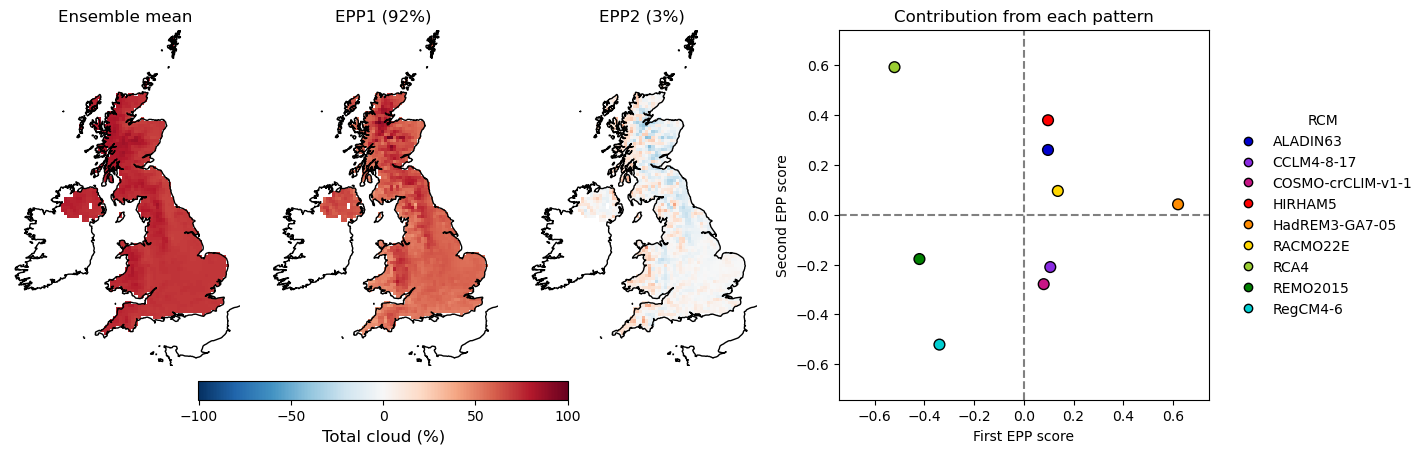 Ensemble mean
EPP1 (92%)
EPP2 (3%)
−100
−50
0
50
100
Total cloud (%)
Contribution from each pattern
Second EPP score
0.6
0.4
0.2
0.0
−0.2
−0.4
−0.6
−0.6
−0.4
−0.2
0.0
0.2
0.4
0.6
First EPP score
RCM
ALADIN63
CCLM4-8-17
COSMO-crCLIM-v1-1
HIRHAM5
HadREM3-GA7-05
RACMO22E
RCA4
REMO2015
RegCM4-6